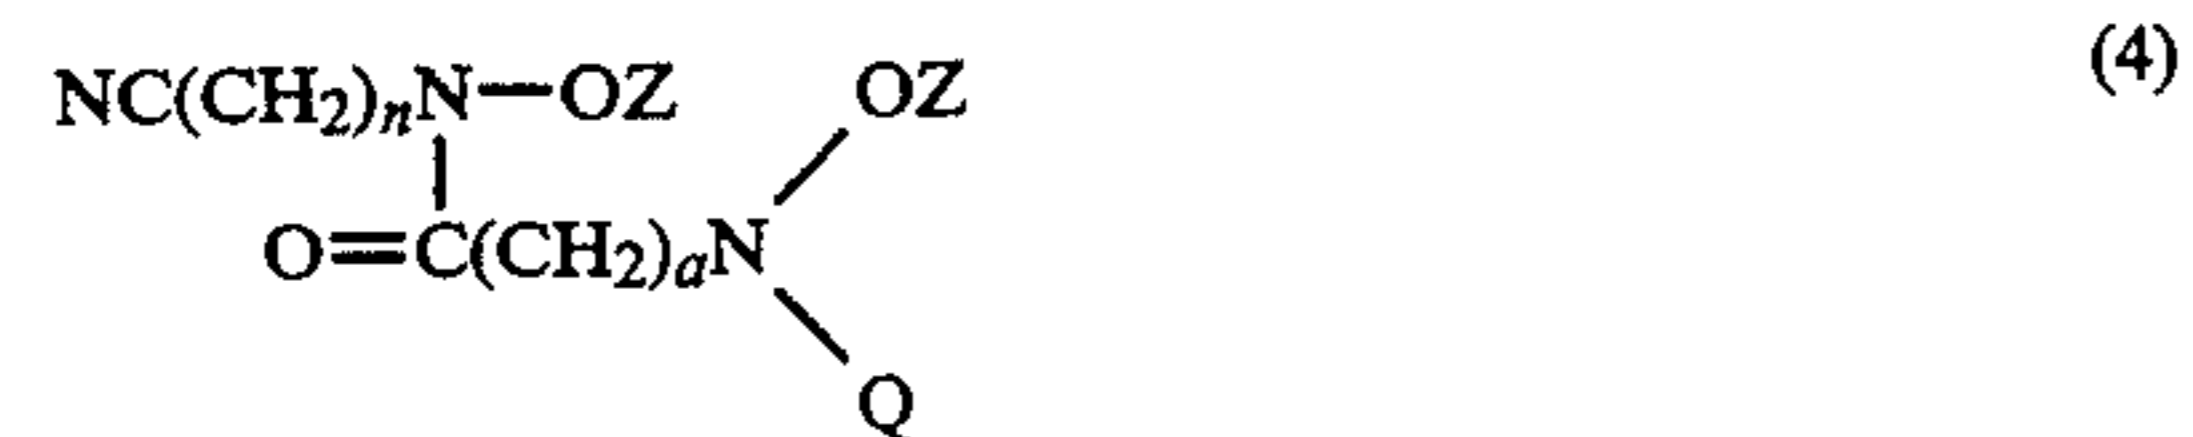 NC(CH2)nN—OZ OZ (4)
O=C(CH2)aN
Q